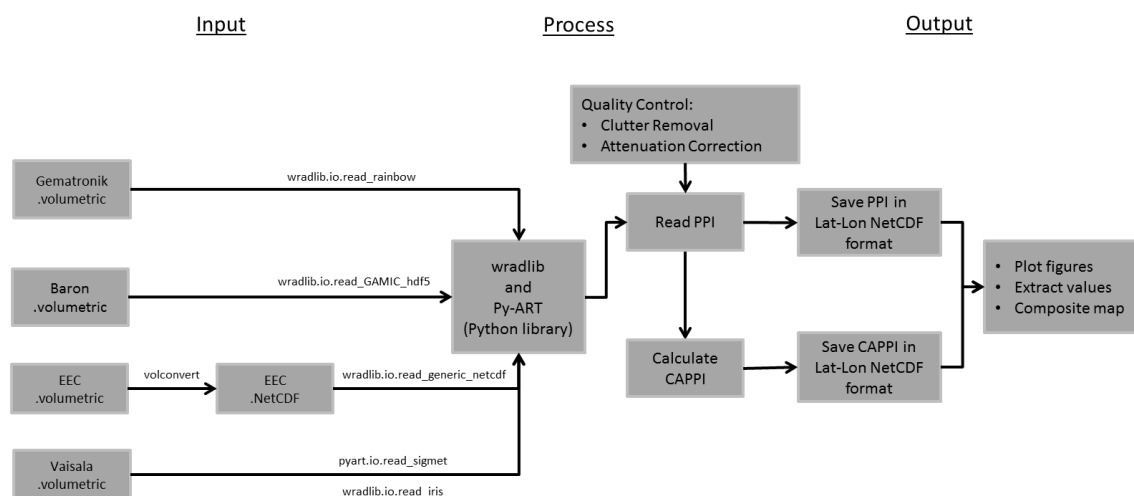 Input
Process
Output
Quality Control:
• Clutter Removal
• Attenuation Correction
Gematronik
.volumetric
wradlib.io.read_rainbow
Read PPI
Save PPI in
Lat-Lon NetCDF
format
Baron
.volumetric
wradlib.io.read_GAMIC_hdf5
wradlib
and
Py-ART
(Python library)
• Plot figures
• Extract values
• Composite map
EEC
.volumetric
volconvert
EEC
.NetCDF
wradlib.io.read_generic_netcdf
Calculate
CAPPI
Save CAPPI in
Lat-Lon NetCDF
format
Vaisala
.volumetric
pyart.io.read_sigmet
wradlib.io.read_iris